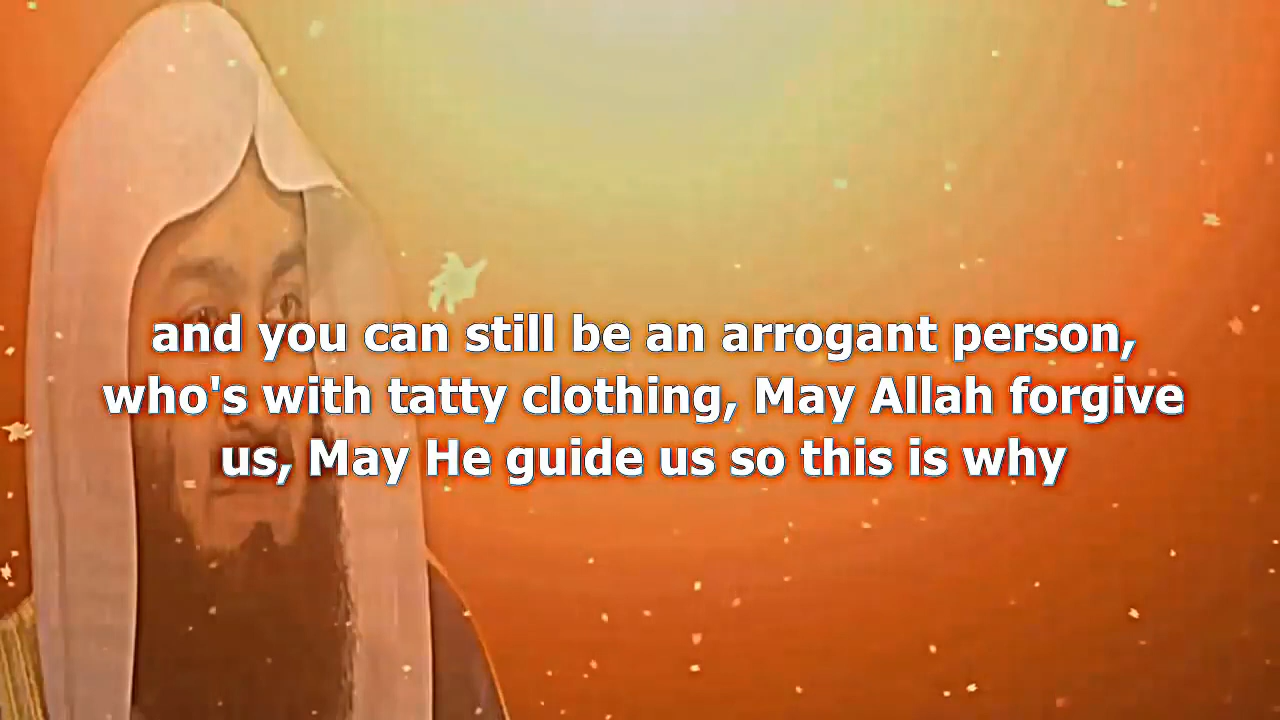 and you can still be an arrogant person,
who's with tatty clothing, May Allah forgive
us, May He guide us so this is why